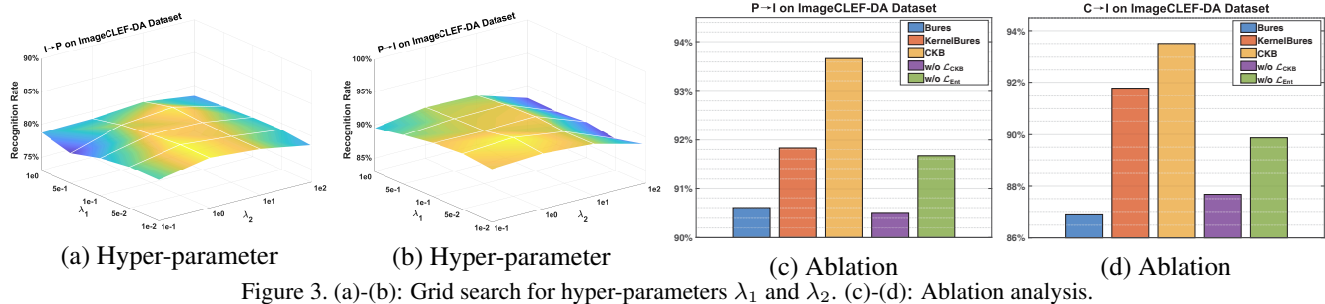 I→P on ImageCLEF-DA Dataset
90%
85%
80%
75%
Recognition Rate
1e0
5e-1
1e-1
5e-2
1e-2
λ1
1e-1
1e0
1e1
1e2
λ2
(a) Hyper-parameter
P→I on ImageCLEF-DA Dataset
100%
95%
90%
85%
Recognition Rate
1e0
5e-1
1e-1
5e-2
1e-2
λ1
1e-1
1e0
1e1
1e2
λ2
(b) Hyper-parameter
P→I on ImageCLEF-DA Dataset
94%
93%
92%
91%
90%
Bures
KernelBures
CKB
w/o ℒCKB
w/o ℒEnt
(c) Ablation
C→I on ImageCLEF-DA Dataset
94%
92%
90%
88%
86%
Bures
KernelBures
CKB
w/o ℒCKB
w/o ℒEnt
(d) Ablation
Figure 3. (a)-(b): Grid search for hyper-parameters λ1 and λ2. (c)-(d): Ablation analysis.